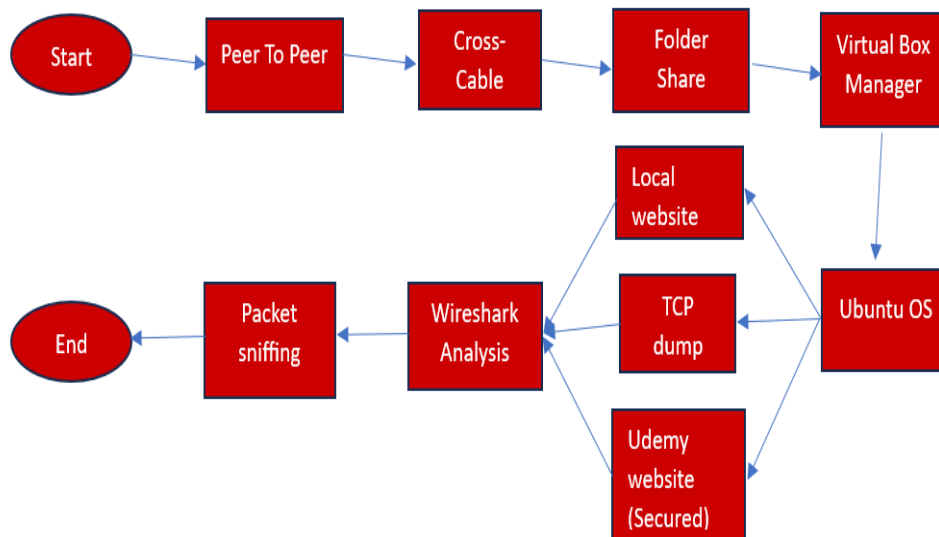 Start
Peer To Peer
Cross-
Cable
Folder
Share
Virtual Box
Manager
Local
website
Ubuntu OS
TCP
dump
Udemy
website
(Secured)
Wireshark
Analysis
Packet
sniffing
End